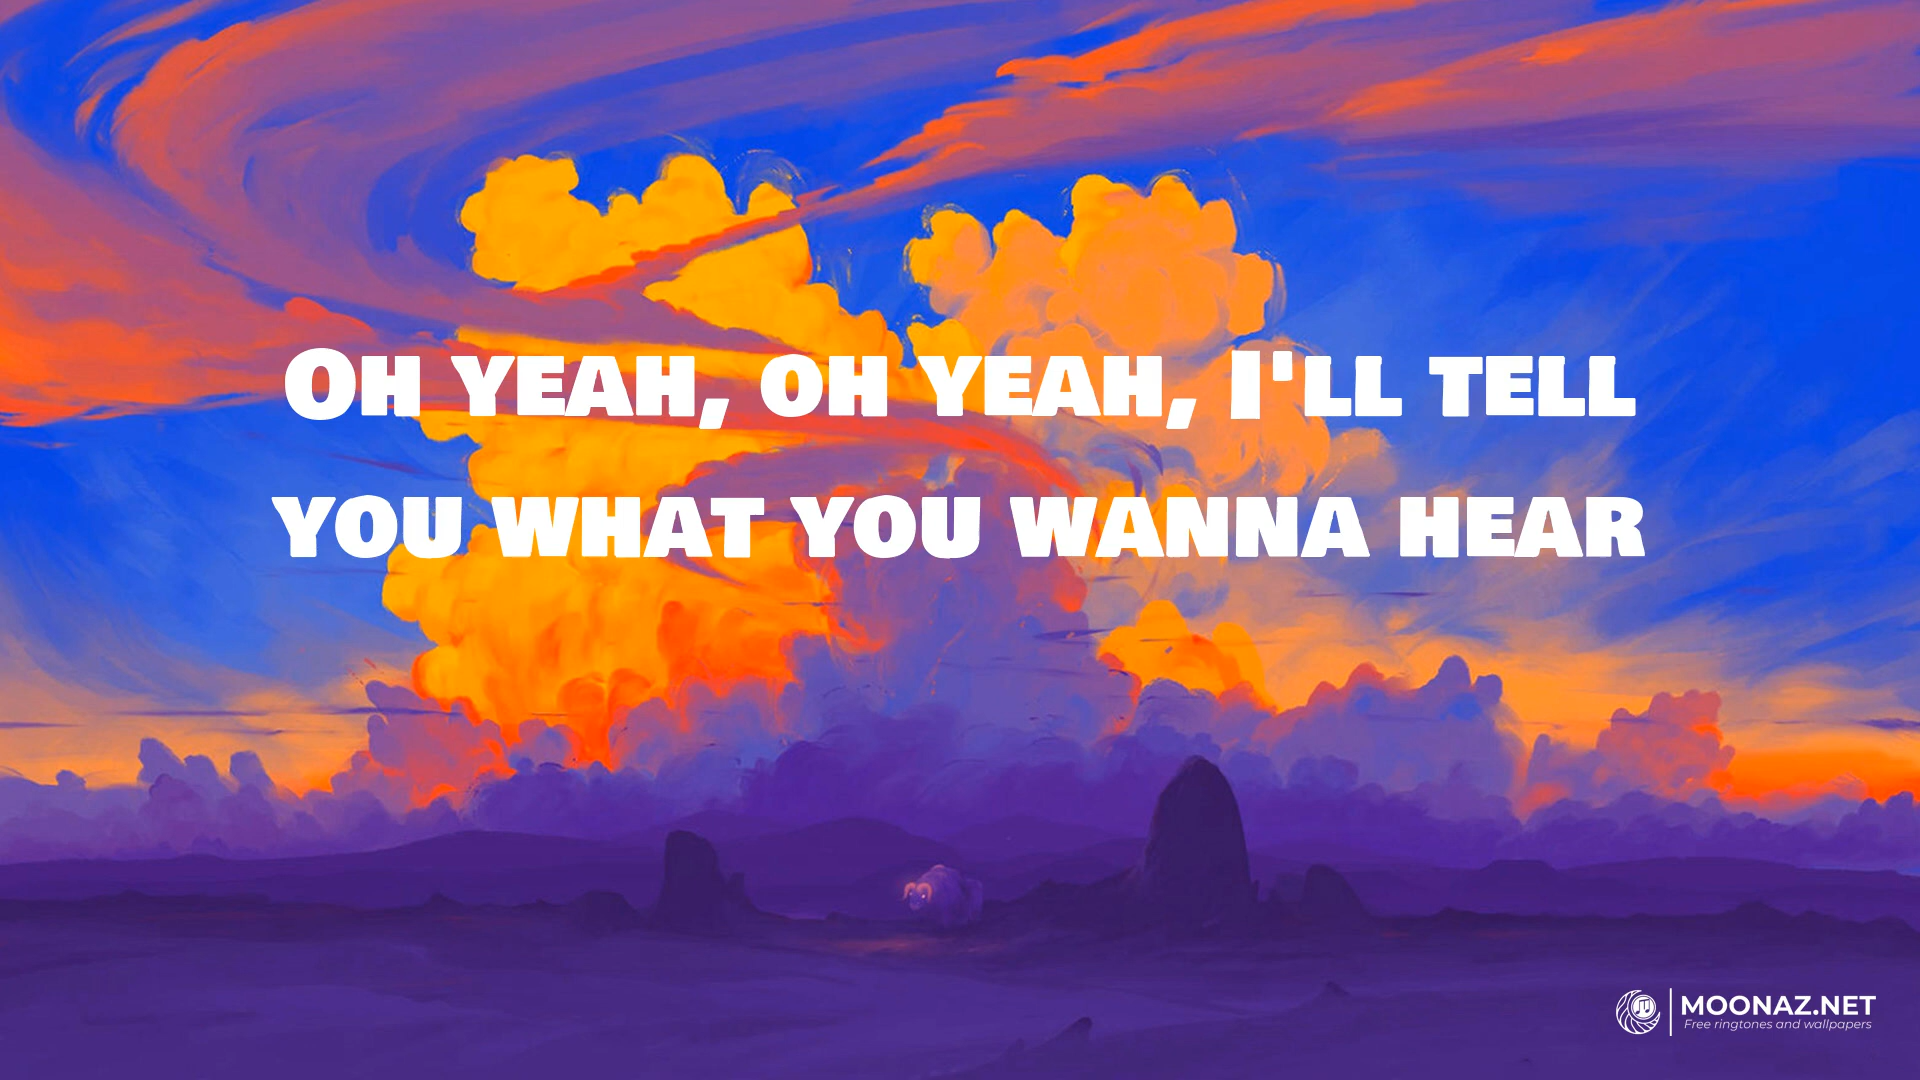 Oh yeah, oh yeah, I'll tell
you what you wanna hear
MOONAZ.NET
Free ringtones and wallpapers